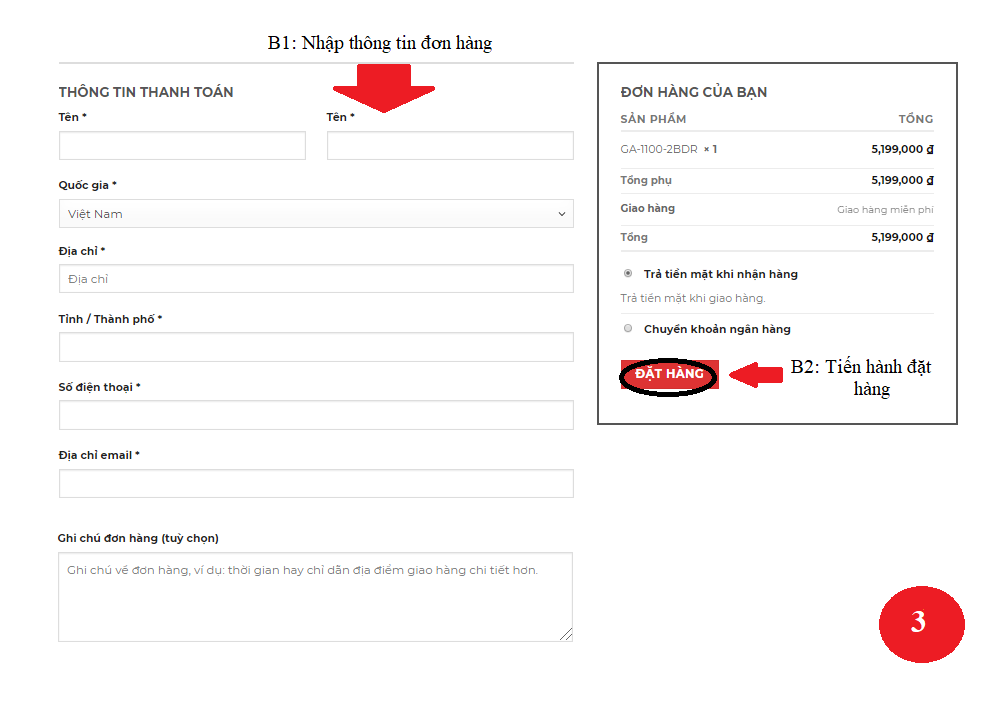 B1: Nhập thông tin đơn hàng
THÔNG TIN THANH TOÁN
Tên *
Tên *
Quốc gia *
Việt Nam
Địa chỉ *
Địa chỉ
Tỉnh / Thành phố *
Số điện thoại *
Địa chỉ email *
Ghi chú đơn hàng (tuỳ chọn)
Ghi chú về đơn hàng, ví dụ: thời gian hay chỉ dẫn địa điểm giao hàng chi tiết hơn.
ĐƠN HÀNG CỦA BẠN
SẢN PHẨM TỔNG
GA-1100-2BDR × 1 5,199,000 ₫
Tổng phụ 5,199,000 ₫
Giao hàng Giao hàng miễn phí
Tổng 5,199,000 ₫
Trả tiền mặt khi nhận hàng
Trả tiền mặt khi giao hàng.
Chuyển khoản ngân hàng
ĐẶT HÀNG
B2: Tiến hành đặt
hàng
3